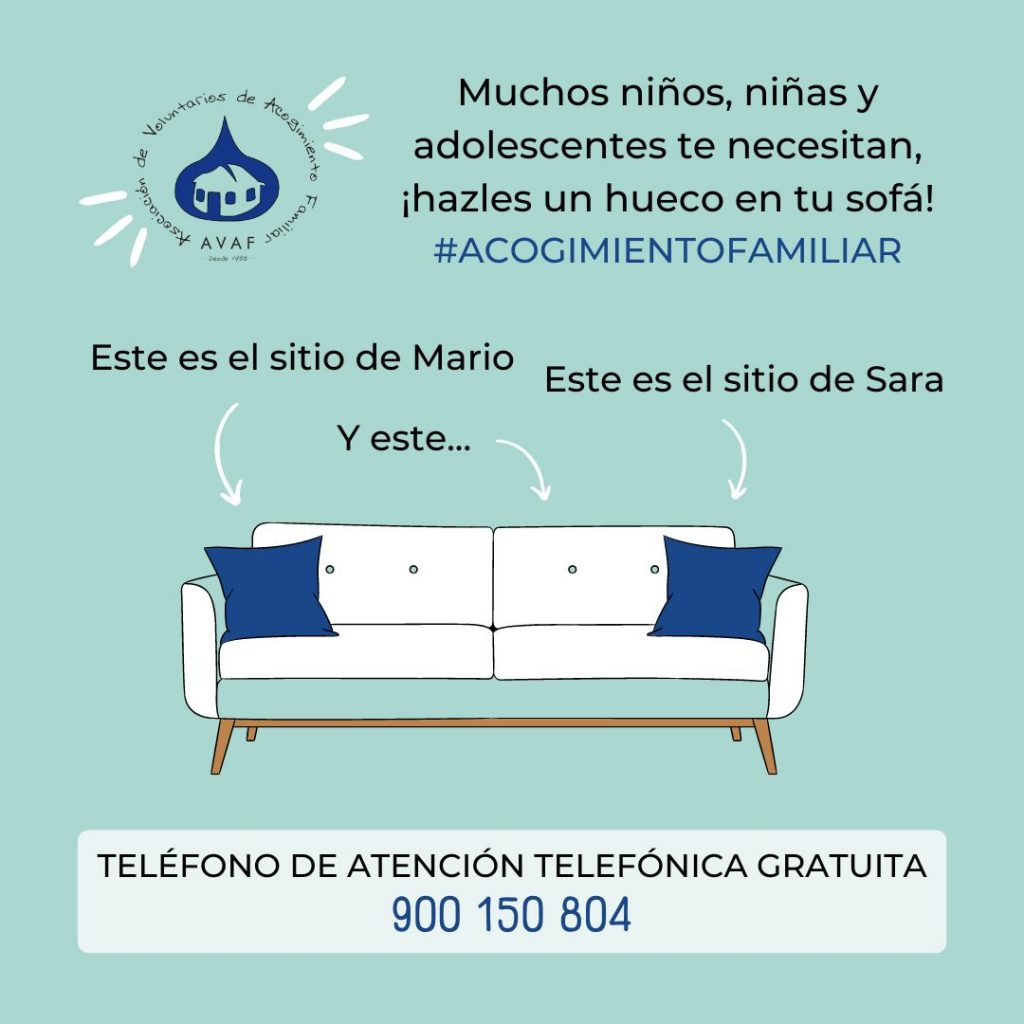 Asociación de Voluntarios de Acogimiento Familiar
AVAF
Desde 1988
Muchos niños, niñas y
adolescentes te necesitan,
¡hazles un hueco en tu sofá!
#ACOGIMIENTOFAMILIAR
Este es el sitio de Mario
Este es el sitio de Sara
Y este...
TELÉFONO DE ATENCIÓN TELEFÓNICA GRATUITA
900 150 804